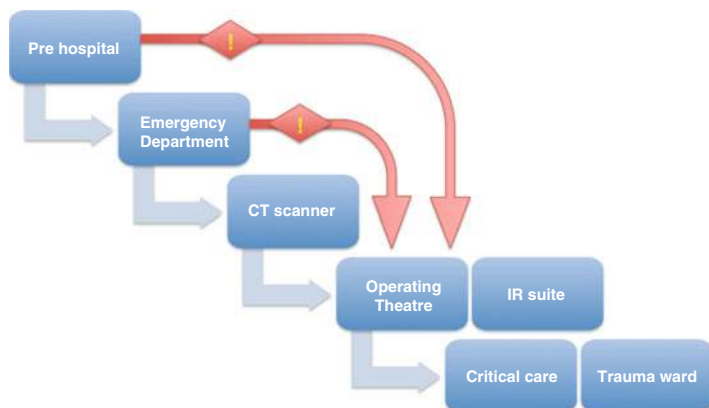 Pre hospital
!
Emergency
Department
!
CT scanner
Operating
Theatre
IR suite
Critical care
Trauma ward